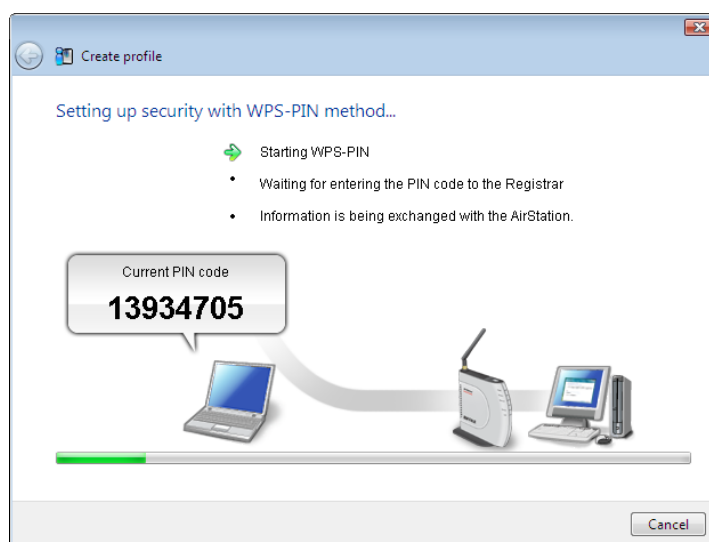 Create profile
Setting up security with WPS-PIN method...
Starting WPS-PIN
Waiting for entering the PIN code to the Registrar
Information is being exchanged with the AirStation.
Current PIN code
13934705
Cancel